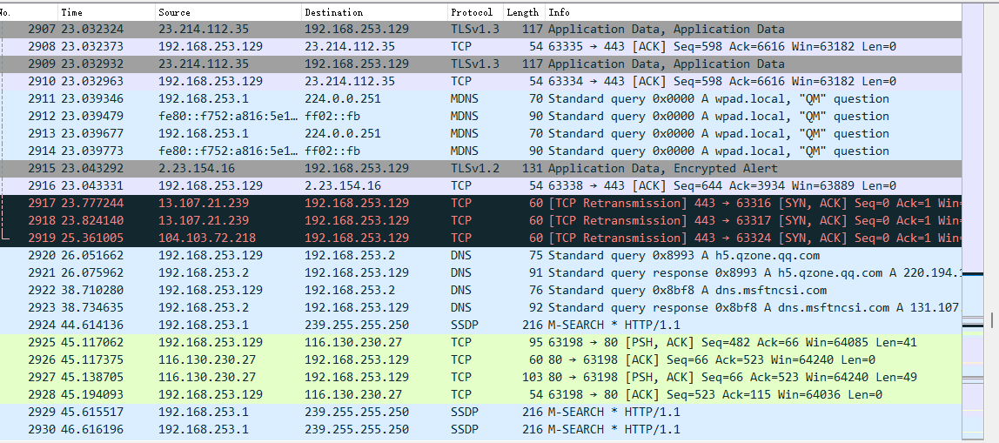 No. Time Source Destination Protocol Length Info
2907 23.032324 23.214.112.35 192.168.253.129 TLSv1.3 117 Application Data, Application Data
2908 23.032373 192.168.253.129 23.214.112.35 TCP 54 63335 → 443 [ACK] Seq=598 Ack=6616 Win=63182 Len=0
2909 23.032932 23.214.112.35 192.168.253.129 TLSv1.3 117 Application Data, Application Data
2910 23.032963 192.168.253.129 23.214.112.35 TCP 54 63334 → 443 [ACK] Seq=598 Ack=6616 Win=63182 Len=0
2911 23.039346 192.168.253.1 224.0.0.251 MDNS 70 Standard query 0x0000 A wpad.local, "QM" question
2912 23.039479 fe80::f752:a816:5e1… ff02::fb MDNS 90 Standard query 0x0000 A wpad.local, "QM" question
2913 23.039677 192.168.253.1 224.0.0.251 MDNS 70 Standard query 0x0000 A wpad.local, "QM" question
2914 23.039773 fe80::f752:a816:5e1… ff02::fb MDNS 90 Standard query 0x0000 A wpad.local, "QM" question
2915 23.043292 2.23.154.16 192.168.253.129 TLSv1.2 131 Application Data, Encrypted Alert
2916 23.043331 192.168.253.129 2.23.154.16 TCP 54 63338 → 443 [ACK] Seq=644 Ack=3934 Win=63889 Len=0
2917 23.777244 13.107.21.239 192.168.253.129 TCP 60 [TCP Retransmission] 443 → 63316 [SYN, ACK] Seq=0 Ack=1 Win=
2918 23.824140 13.107.21.239 192.168.253.129 TCP 60 [TCP Retransmission] 443 → 63317 [SYN, ACK] Seq=0 Ack=1 Win=
2919 25.361005 104.103.72.218 192.168.253.129 TCP 60 [TCP Retransmission] 443 → 63324 [SYN, ACK] Seq=0 Ack=1 Win=
2920 26.051662 192.168.253.129 192.168.253.2 DNS 75 Standard query 0x8993 A h5.qzone.qq.com
2921 26.075962 192.168.253.2 192.168.253.129 DNS 91 Standard query response 0x8993 A h5.qzone.qq.com A 220.194.1
2922 38.710280 192.168.253.129 192.168.253.2 DNS 76 Standard query 0x8bf8 A dns.msftncsi.com
2923 38.734635 192.168.253.2 192.168.253.129 DNS 92 Standard query response 0x8bf8 A dns.msftncsi.com A 131.107.
2924 44.614136 192.168.253.1 239.255.255.250 SSDP 216 M-SEARCH * HTTP/1.1
2925 45.117062 192.168.253.129 116.130.230.27 TCP 95 63198 → 80 [PSH, ACK] Seq=482 Ack=66 Win=64085 Len=41
2926 45.117375 116.130.230.27 192.168.253.129 TCP 60 80 → 63198 [ACK] Seq=66 Ack=523 Win=64240 Len=0
2927 45.138705 116.130.230.27 192.168.253.129 TCP 103 80 → 63198 [PSH, ACK] Seq=66 Ack=523 Win=64240 Len=49
2928 45.194093 192.168.253.129 116.130.230.27 TCP 54 63198 → 80 [ACK] Seq=523 Ack=115 Win=64036 Len=0
2929 45.615517 192.168.253.1 239.255.255.250 SSDP 216 M-SEARCH * HTTP/1.1
2930 46.616196 192.168.253.1 239.255.255.250 SSDP 216 M-SEARCH * HTTP/1.1